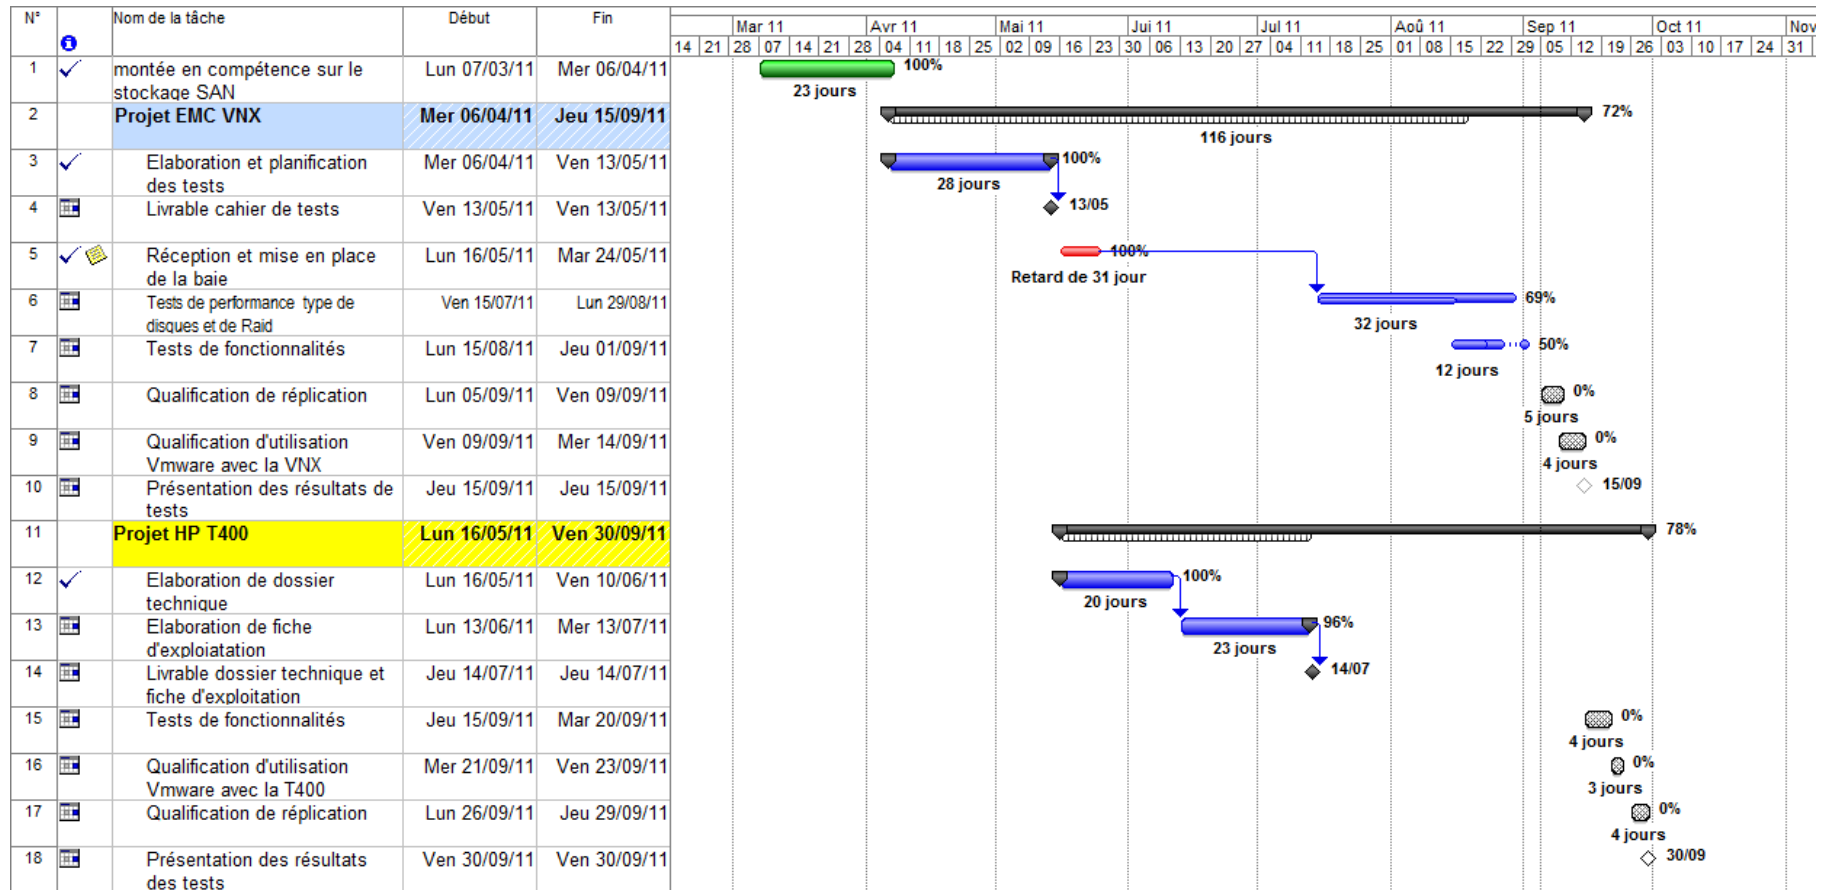 N° Nom de la tâche Début Fin
Mar 11 Avr 11 Mai 11 Jui 11 Jul 11 Aoû 11 Sep 11 Oct 11 Nov
14 21 28 07 14 21 28 04 11 18 25 02 09 16 23 30 06 13 20 27 04 11 18 25 01 08 15 22 29 05 12 19 26 03 10 17 24 31
1 montée en compétence sur le Lun 07/03/11 Mer 06/04/11 100%
stockage SAN 23 jours
2 Projet EMC VNX Mer 06/04/11 Jeu 15/09/11 72%
116 jours
3 Elaboration et planification Mer 06/04/11 Ven 13/05/11 100%
des tests 28 jours
4 Livrable cahier de tests Ven 13/05/11 Ven 13/05/11 13/05
5 Réception et mise en place Lun 16/05/11 Mar 24/05/11 100%
de la baie Retard de 31 jour
6 Tests de performance type de Ven 15/07/11 Lun 29/08/11 69%
disques et de Raid 32 jours
7 Tests de fonctionnalités Lun 15/08/11 Jeu 01/09/11 50%
12 jours
8 Qualification de réplication Lun 05/09/11 Ven 09/09/11 0%
5 jours
9 Qualification d'utilisation Ven 09/09/11 Mer 14/09/11 0%
Vmware avec la VNX 4 jours
10 Présentation des résultats de Jeu 15/09/11 Jeu 15/09/11 15/09
tests
11 Projet HP T400 Lun 16/05/11 Ven 30/09/11 78%
12 Elaboration de dossier Lun 16/05/11 Ven 10/06/11 100%
technique 20 jours
13 Elaboration de fiche Lun 13/06/11 Mer 13/07/11 96%
d'exploiatation 23 jours
14 Livrable dossier technique et Jeu 14/07/11 Jeu 14/07/11 14/07
fiche d'exploitation
15 Tests de fonctionnalités Jeu 15/09/11 Mar 20/09/11 0%
4 jours
16 Qualification d'utilisation Mer 21/09/11 Ven 23/09/11 0%
Vmware avec la T400 3 jours
17 Qualification de réplication Lun 26/09/11 Jeu 29/09/11 0%
4 jours
18 Présentation des résultats Ven 30/09/11 Ven 30/09/11 30/09
des tests